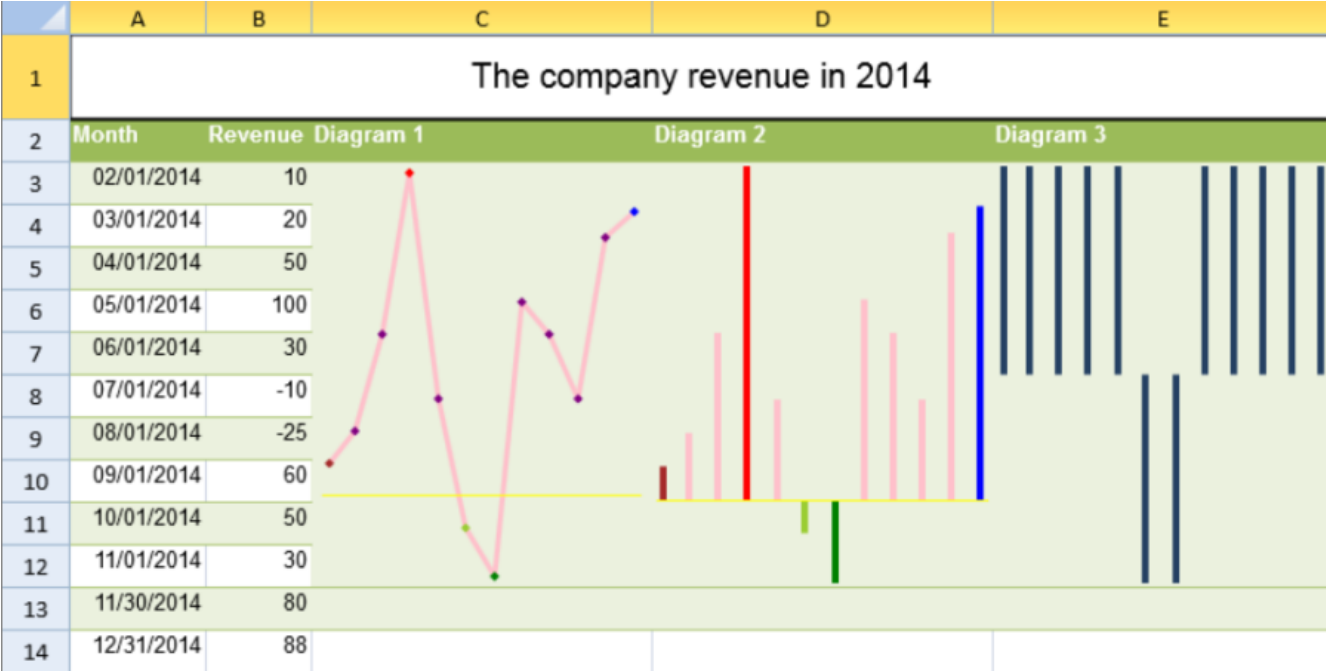 A B C D E
1 The company revenue in 2014
2 Month Revenue Diagram 1 Diagram 2 Diagram 3
3 02/01/2014 10
4 03/01/2014 20
5 04/01/2014 50
6 05/01/2014 100
7 06/01/2014 30
8 07/01/2014 -10
9 08/01/2014 -25
10 09/01/2014 60
11 10/01/2014 50
12 11/01/2014 30
13 11/30/2014 80
14 12/31/2014 88